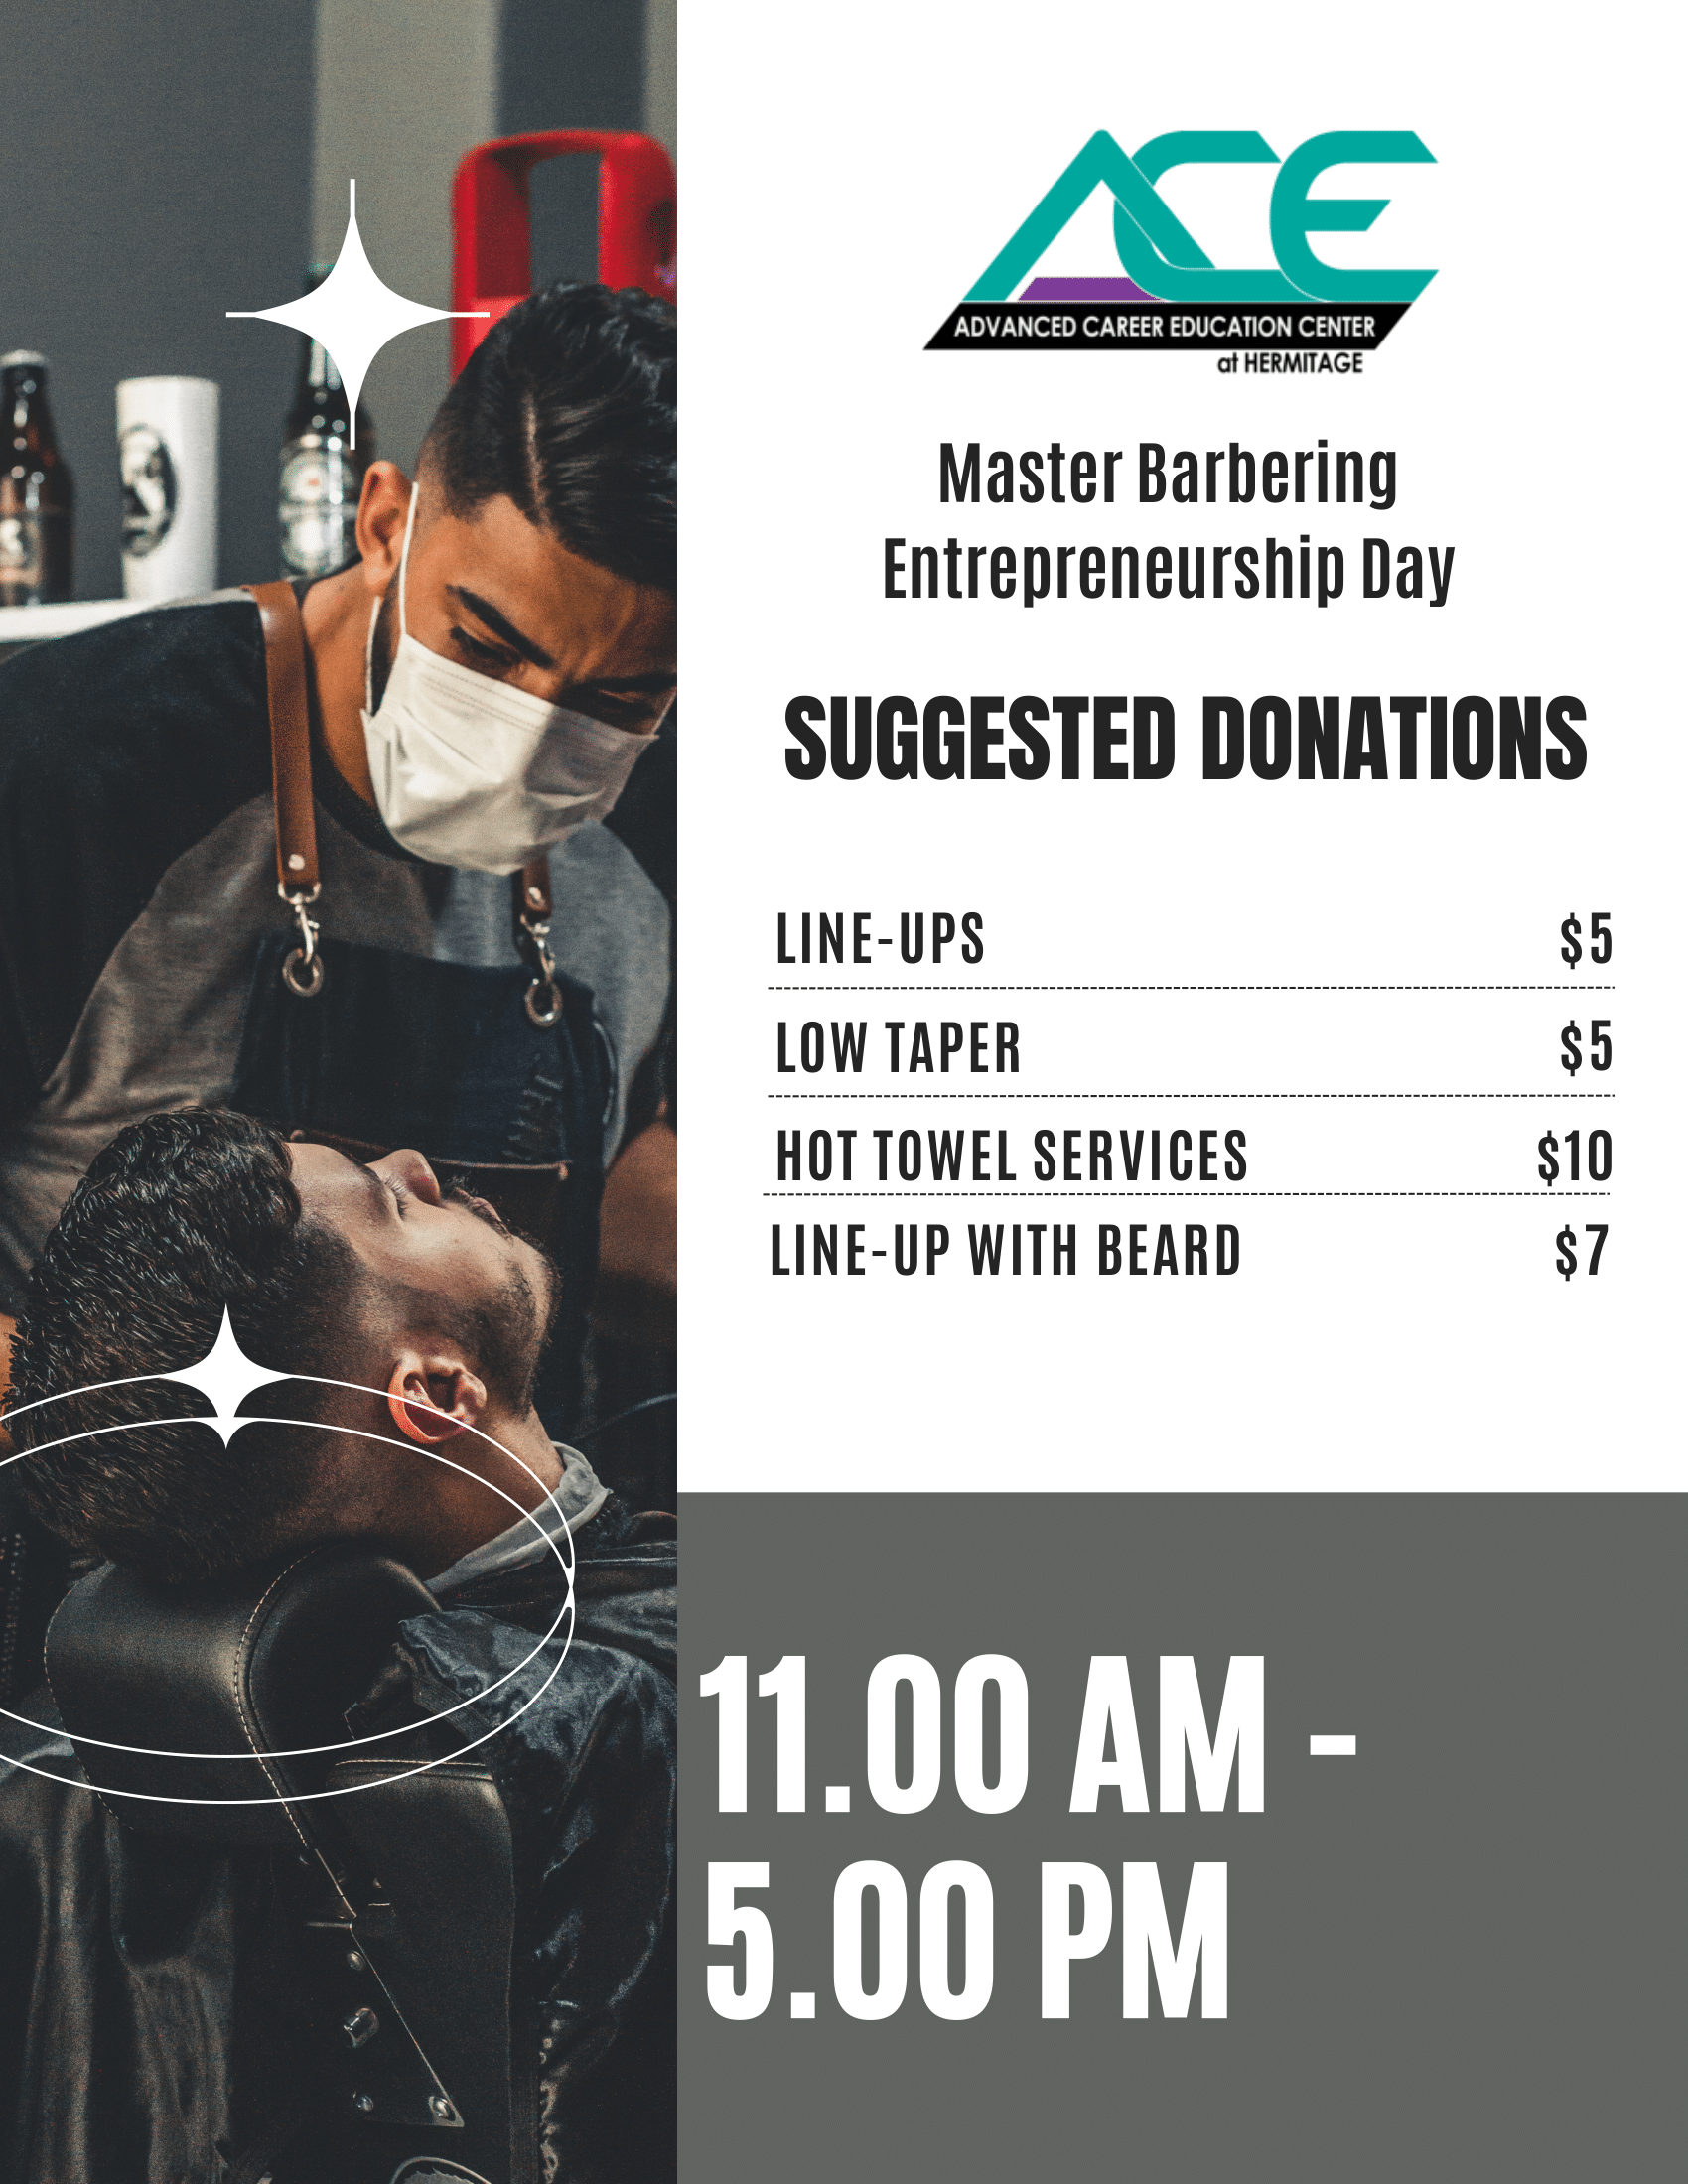 ACE
ADVANCED CAREER EDUCATION CENTER
at HERMITAGE
Master Barbering
Entrepreneurship Day
SUGGESTED DONATIONS
LINE-UPS $5
LOW TAPER $5
HOT TOWEL SERVICES $10
LINE-UP WITH BEARD $7
11.00 AM -
5.00 PM